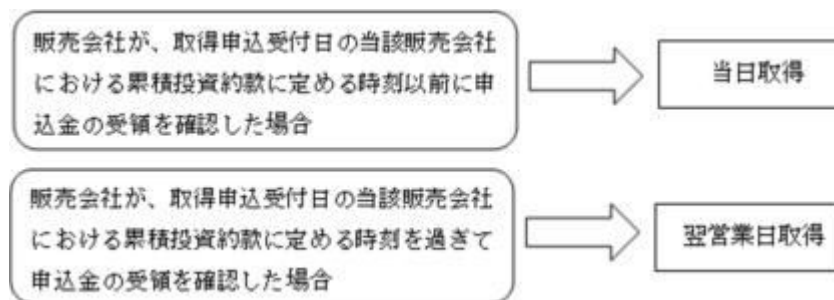 販売会社が、取得申込受付日の当該販売会社
における累積投資約款に定める時刻以前に申
込金の受領を確認した場合
当日取得
販売会社が、取得申込受付日の当該販売会社
における累積投資約款に定める時刻を過ぎて
申込金の受領を確認した場合
翌営業日取得